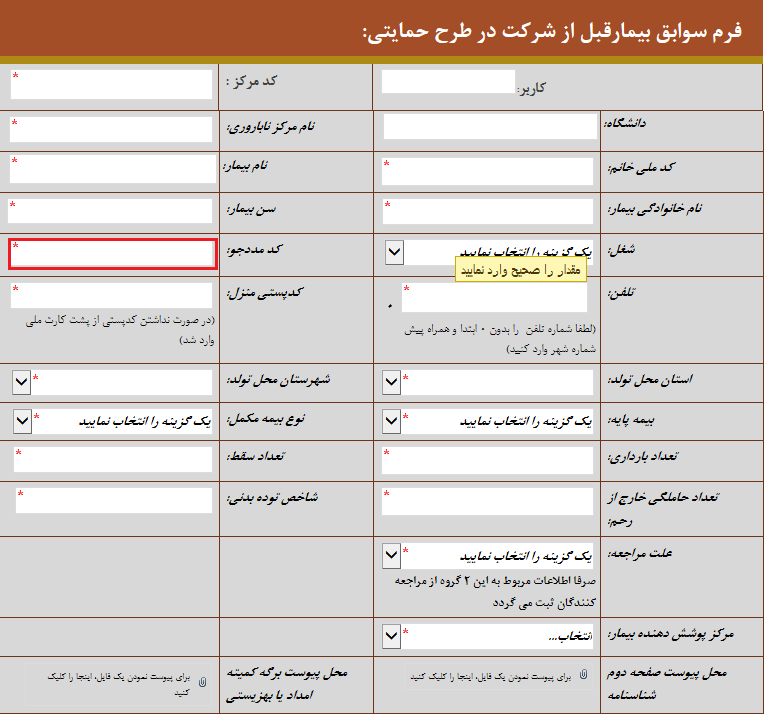 فرم سوابق بیمارقبل از شرکت در طرح حمایتی:
کاربر:
کد مرکز :
*
دانشگاه:
نام مرکز ناباروری:
*
کد ملی خانم:
*
نام بیمار:
*
نام خانوادگی بیمار:
*
سن بیمار:
*
شغل:
یک گزینه را انتخاب نمایید
مقدار را صحیح وارد نمایید
کد مددجو:
*
تلفن:
*
۰
(لطفا شماره تلفن را بدون ۰ ابتدا و همراه پیش
شماره شهر وارد کنید)
کدپستی منزل:
*
(در صورت نداشتن کدپستی از پشت کارت ملی
وارد شد)
استان محل تولد:
*
شهرستان محل تولد:
*
بیمه پایه:
یک گزینه را انتخاب نمایید *
نوع بیمه مکمل:
یک گزینه را انتخاب نمایید *
تعداد بارداری:
*
تعداد سقط:
*
تعداد حاملگی خارج از
رحم:
*
شاخص توده بدنی:
*
علت مراجعه:
یک گزینه را انتخاب نمایید *
صرفا اطلاعات مربوط به این ۲ گروه از مراجعه
کنندگان ثبت می گردد
مرکز پوشش دهنده بیمار:
انتخاب... *
محل پیوست صفحه دوم
شناسنامه
برای پیوست نمودن یک فایل، اینجا را کلیک کنید
محل پیوست برگه کمیته
امداد یا بهزیستی
برای پیوست نمودن یک فایل، اینجا را کلیک
کنید